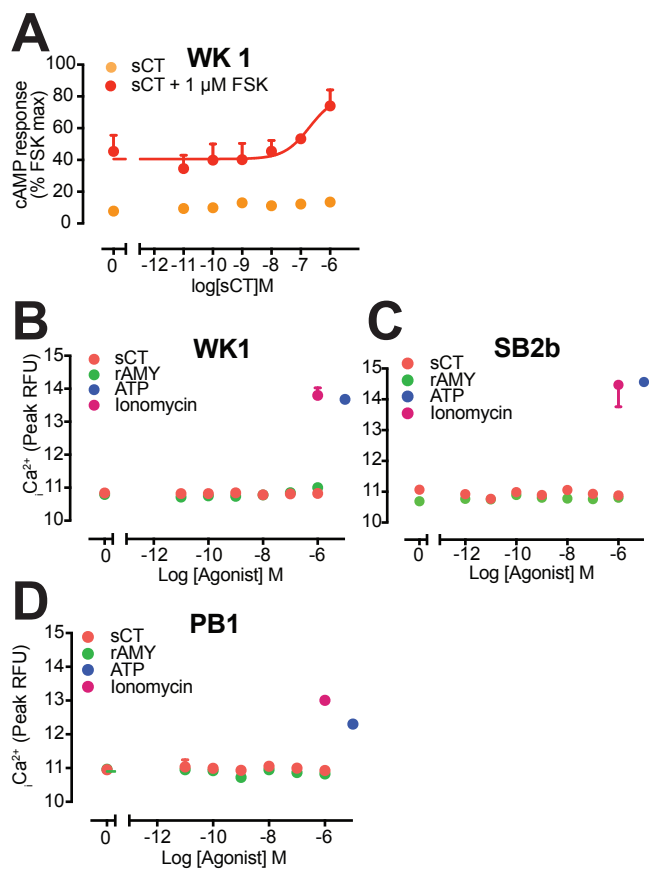 A
WK 1
sCT
sCT + 1 µM FSK
cAMP response
(% FSK max)
100
80
60
40
20
0
0 -12 -11 -10 -9 -8 -7 -6
log[sCT]M
B
WK1
sCT
rAMY
ATP
Ionomycin
iCa²⁺ (Peak RFU)
15
14
13
11
10
0 -12 -10 -8 -6
Log [Agonist] M
C
SB2b
sCT
rAMY
ATP
Ionomycin
iCa²⁺ (Peak RFU)
15
14
12
11
10
0 -12 -10 -8 -6
Log [Agonist] M
D
PB1
sCT
rAMY
ATP
Ionomycin
iCa²⁺ (Peak RFU)
15
14
13
12
11
10
0 -12 -10 -8 -6
Log [Agonist] M